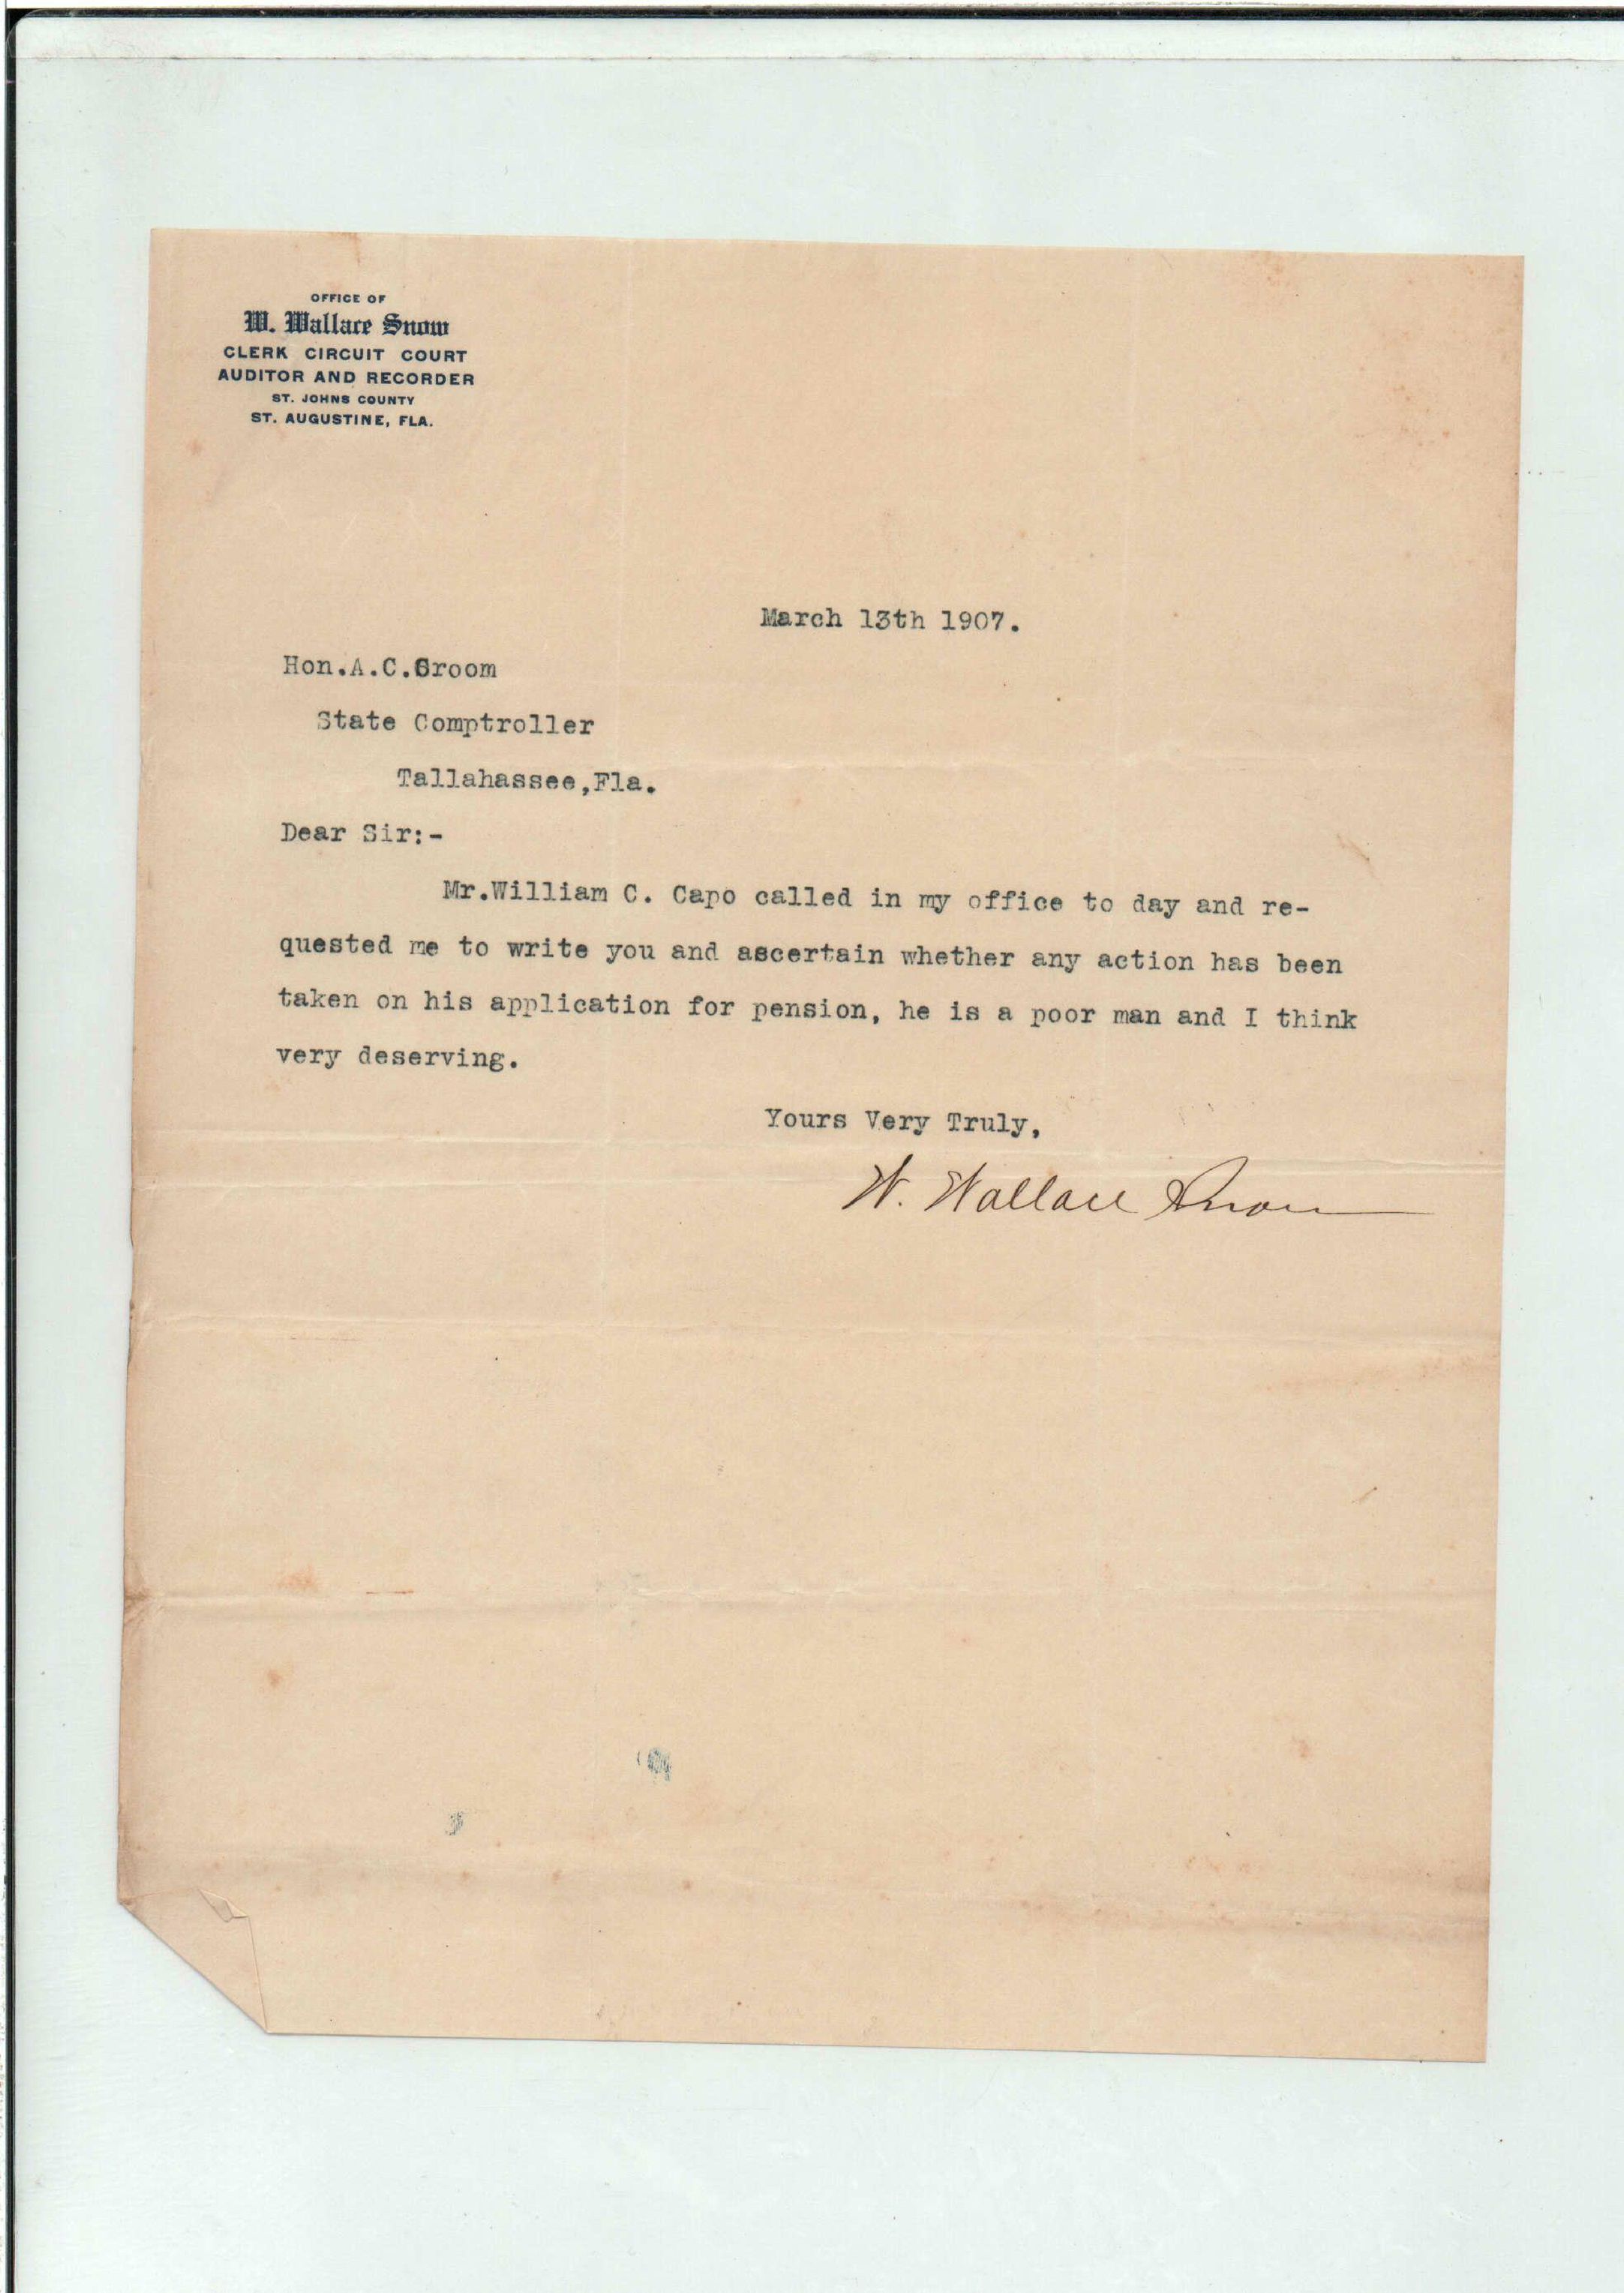 OFFICE OF
W. Wallace Snow
CLERK CIRCUIT COURT
AUDITOR AND RECORDER
ST. JOHNS COUNTY
ST. AUGUSTINE, FLA.
March 13th 1907.
Hon.A.C.Croom
State Comptroller
Tallahassee,Fla.
Dear Sir:-
Mr.William C. Capo called in my office to day and re-
quested me to write you and ascertain whether any action has been
taken on his application for pension, he is a poor man and I think
very deserving.
Yours Very Truly,
W. Wallace Snow